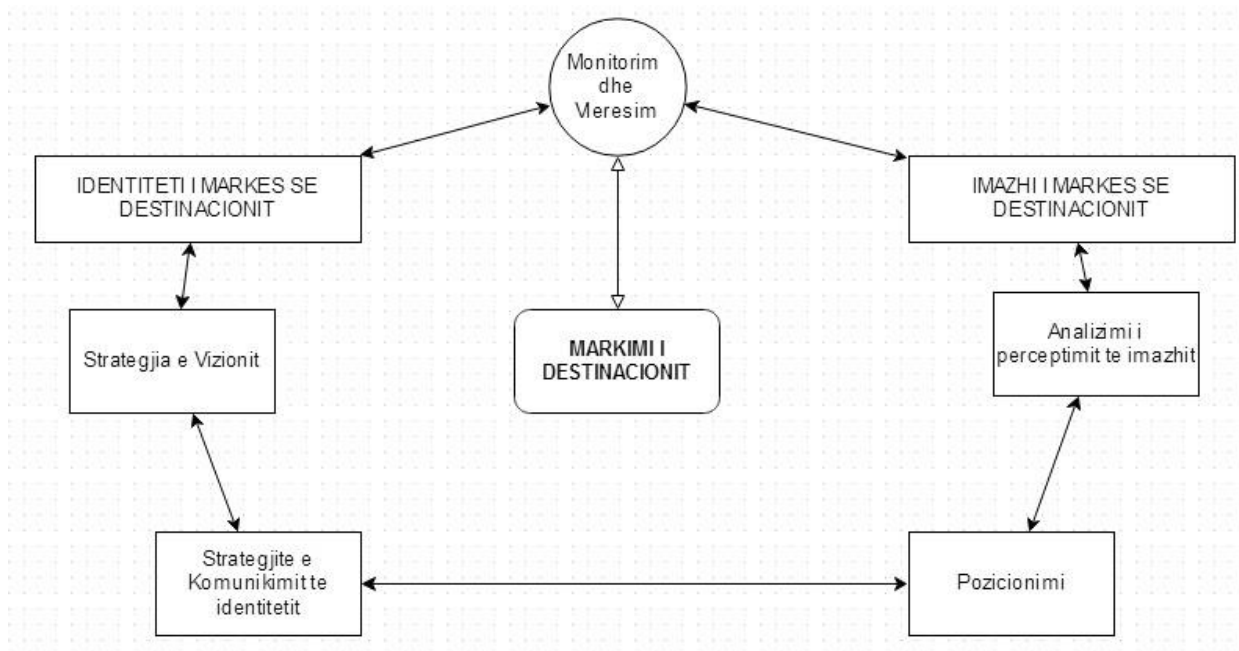 Monitorim
dhe
Vleresim
IDENTITETI I MARKES SE
DESTINACIONIT
IMAZHI I MARKES SE
DESTINACIONIT
Strategjia e Vizionit
MARKIMI I
DESTINACIONIT
Analizimi i
perceptimit te imazhit
Strategjite e
Komunikimit te
identitetit
Pozicionimi